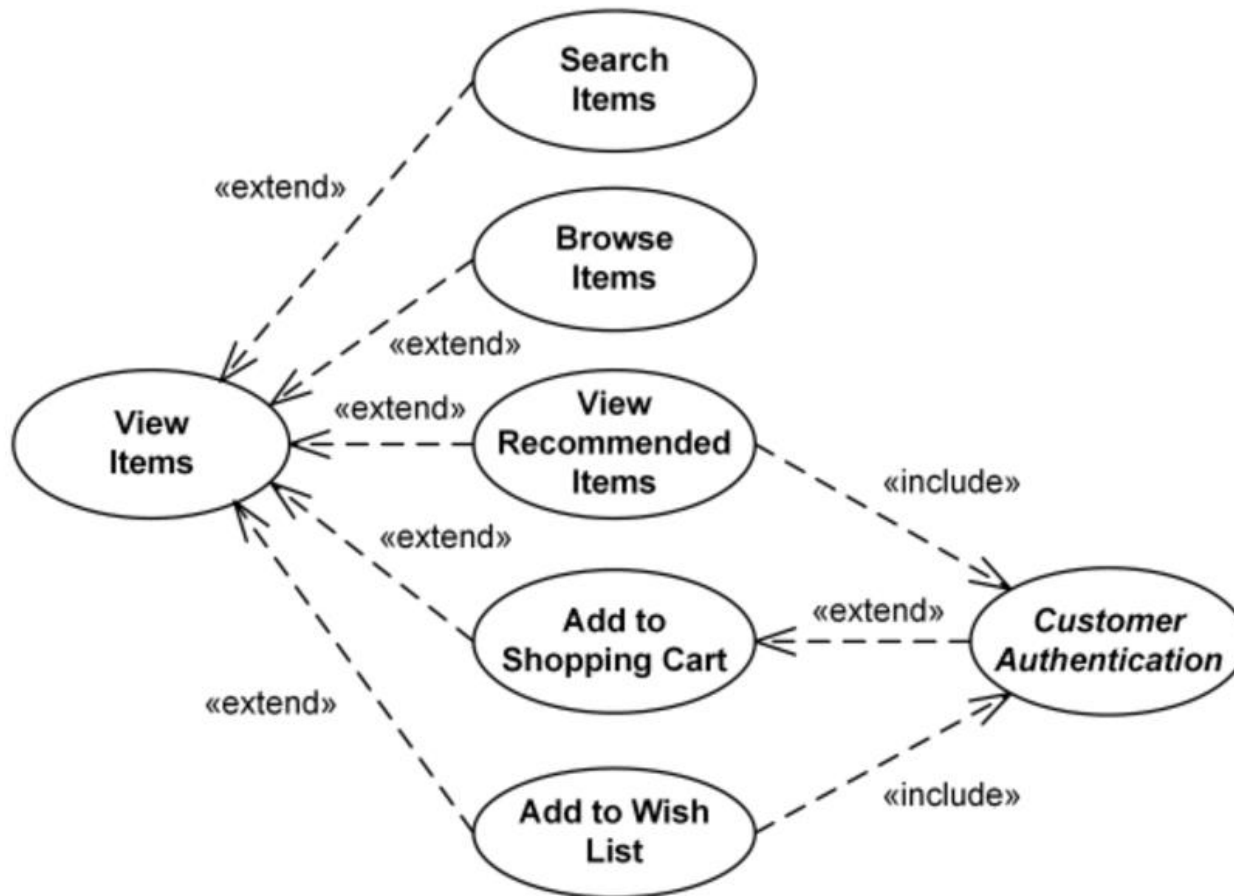 Search
Items
«extend»
Browse
Items
«extend»
View
Items
«extend»
View
Recommended
Items
«include»
«extend»
Add to
Shopping Cart
«extend»
Customer
Authentication
«extend»
Add to Wish
List
«include»